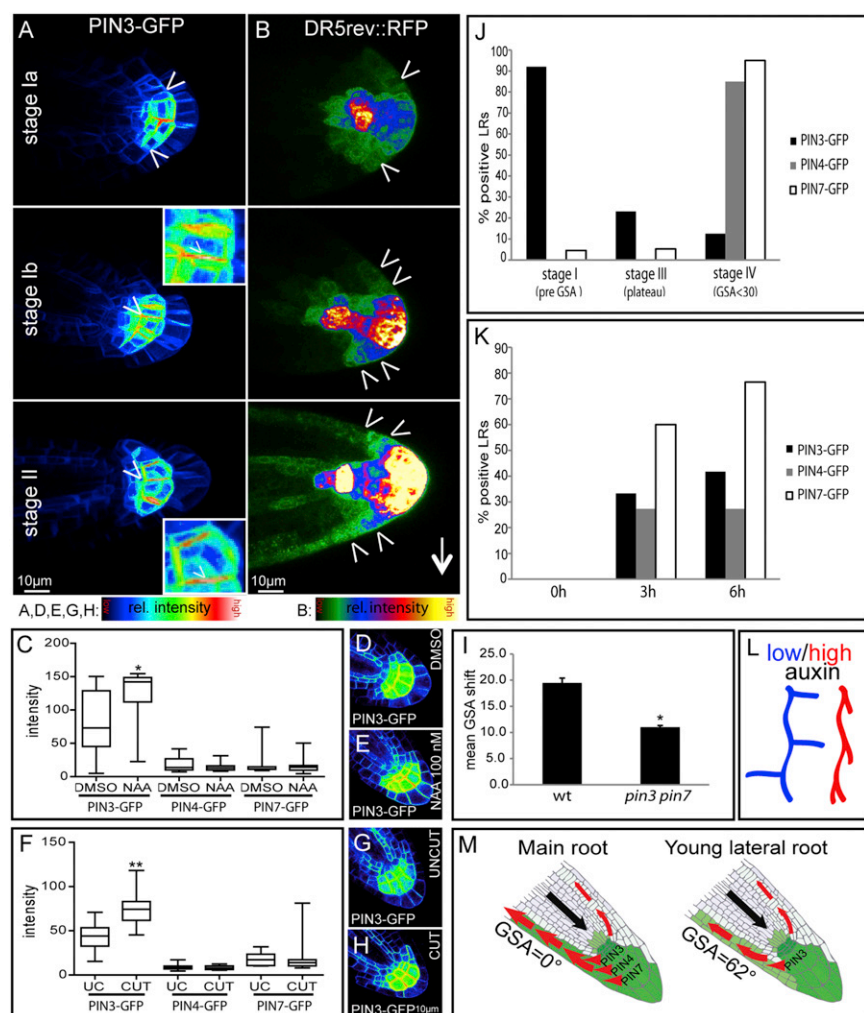 A
PIN3-GFP
B
DR5rev::RFP
stage Ia
stage Ib
stage II
10µm
10µm
A,D,E,G,H:
low
rel. intensity
high
B:
low
rel. intensity
high
J
% positive LRs
100
90
80
70
60
50
40
30
20
10
0
stage I
(pre GSA )
stage III
(plateau)
stage IV
(GSA<30)
PIN3-GFP
PIN4-GFP
PIN7-GFP
K
% positive LRs
90
80
70
60
50
40
30
20
10
0
0h
3h
6h
PIN3-GFP
PIN4-GFP
PIN7-GFP
C
intensity
200
150
100
50
0
*
DMSO
NAA
DMSO
NAA
DMSO
NAA
PIN3-GFP
PIN4-GFP
PIN7-GFP
D
DMSO
PIN3-GFP
E
NAA 100 nM
PIN3-GFP
I
mean GSA shift
25.0
20.0
15.0
10.0
5.0
0.0
*
wt
pin3 pin7
L
low/high
auxin
F
intensity
150
100
50
0
**
UC
CUT
UC
CUT
UC
CUT
PIN3-GFP
PIN4-GFP
PIN7-GFP
G
UNCUT
PIN3-GFP
H
CUT
PIN3-GFP
10µm
M
Main root
Young lateral root
PIN3
PIN4
PIN7
GSA=0°
PIN3
GSA=62°